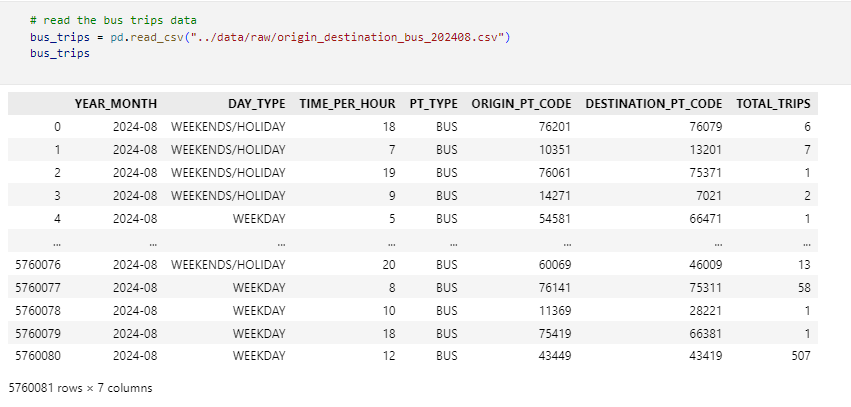 # read the bus trips data
bus_trips = pd.read_csv("../data/raw/origin_destination_bus_202408.csv")
bus_trips
YEAR_MONTH DAY_TYPE TIME_PER_HOUR PT_TYPE ORIGIN_PT_CODE DESTINATION_PT_CODE TOTAL_TRIPS
0 2024-08 WEEKENDS/HOLIDAY 18 BUS 76201 76079 6
1 2024-08 WEEKENDS/HOLIDAY 7 BUS 10351 13201 7
2 2024-08 WEEKENDS/HOLIDAY 19 BUS 76061 75371 1
3 2024-08 WEEKENDS/HOLIDAY 9 BUS 14271 7021 2
4 2024-08 WEEKDAY 5 BUS 54581 66471 1
... ... ... ... ... ... ... ...
5760076 2024-08 WEEKENDS/HOLIDAY 20 BUS 60069 46009 13
5760077 2024-08 WEEKDAY 8 BUS 76141 75311 58
5760078 2024-08 WEEKDAY 10 BUS 11369 28221 1
5760079 2024-08 WEEKDAY 18 BUS 75419 66381 1
5760080 2024-08 WEEKDAY 12 BUS 43449 43419 507
5760081 rows × 7 columns